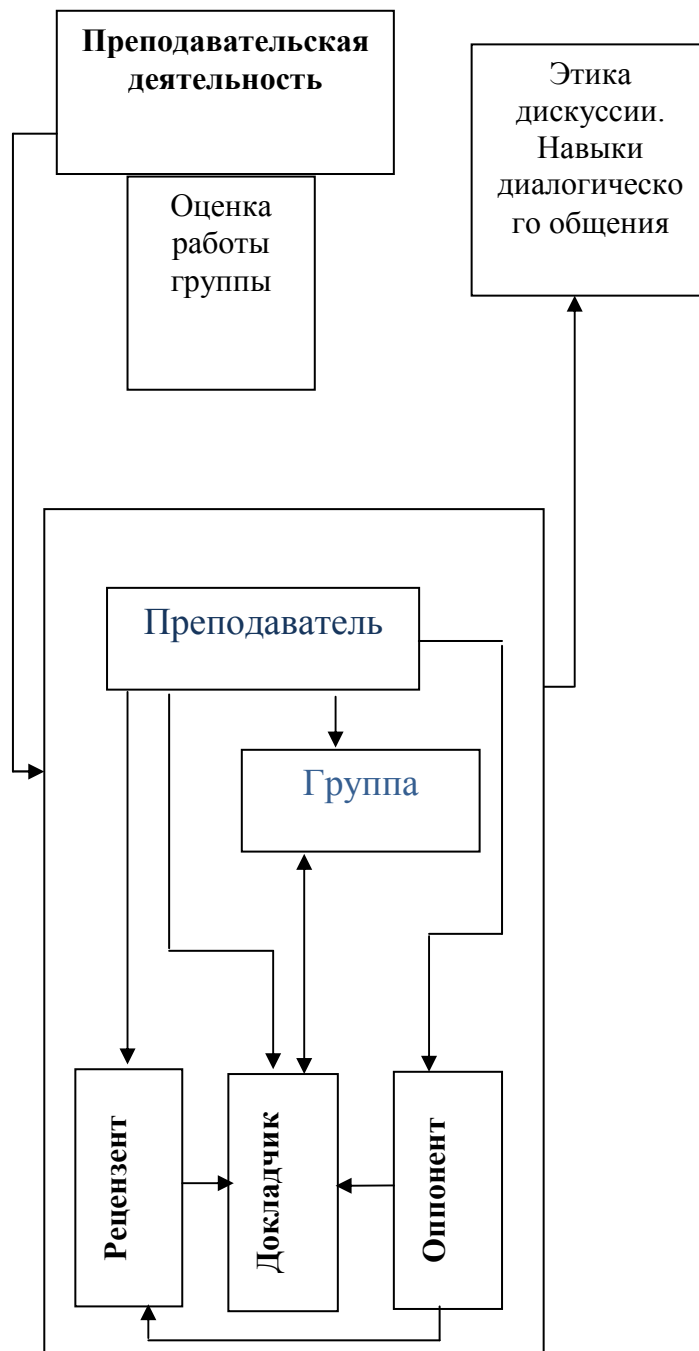 Преподавательская
деятельность
Оценка
работы
группы
Этика
дискуссии.
Навыки
диалогическо
го общения
Преподаватель
Группа
Рецензент
Докладчик
Оппонент